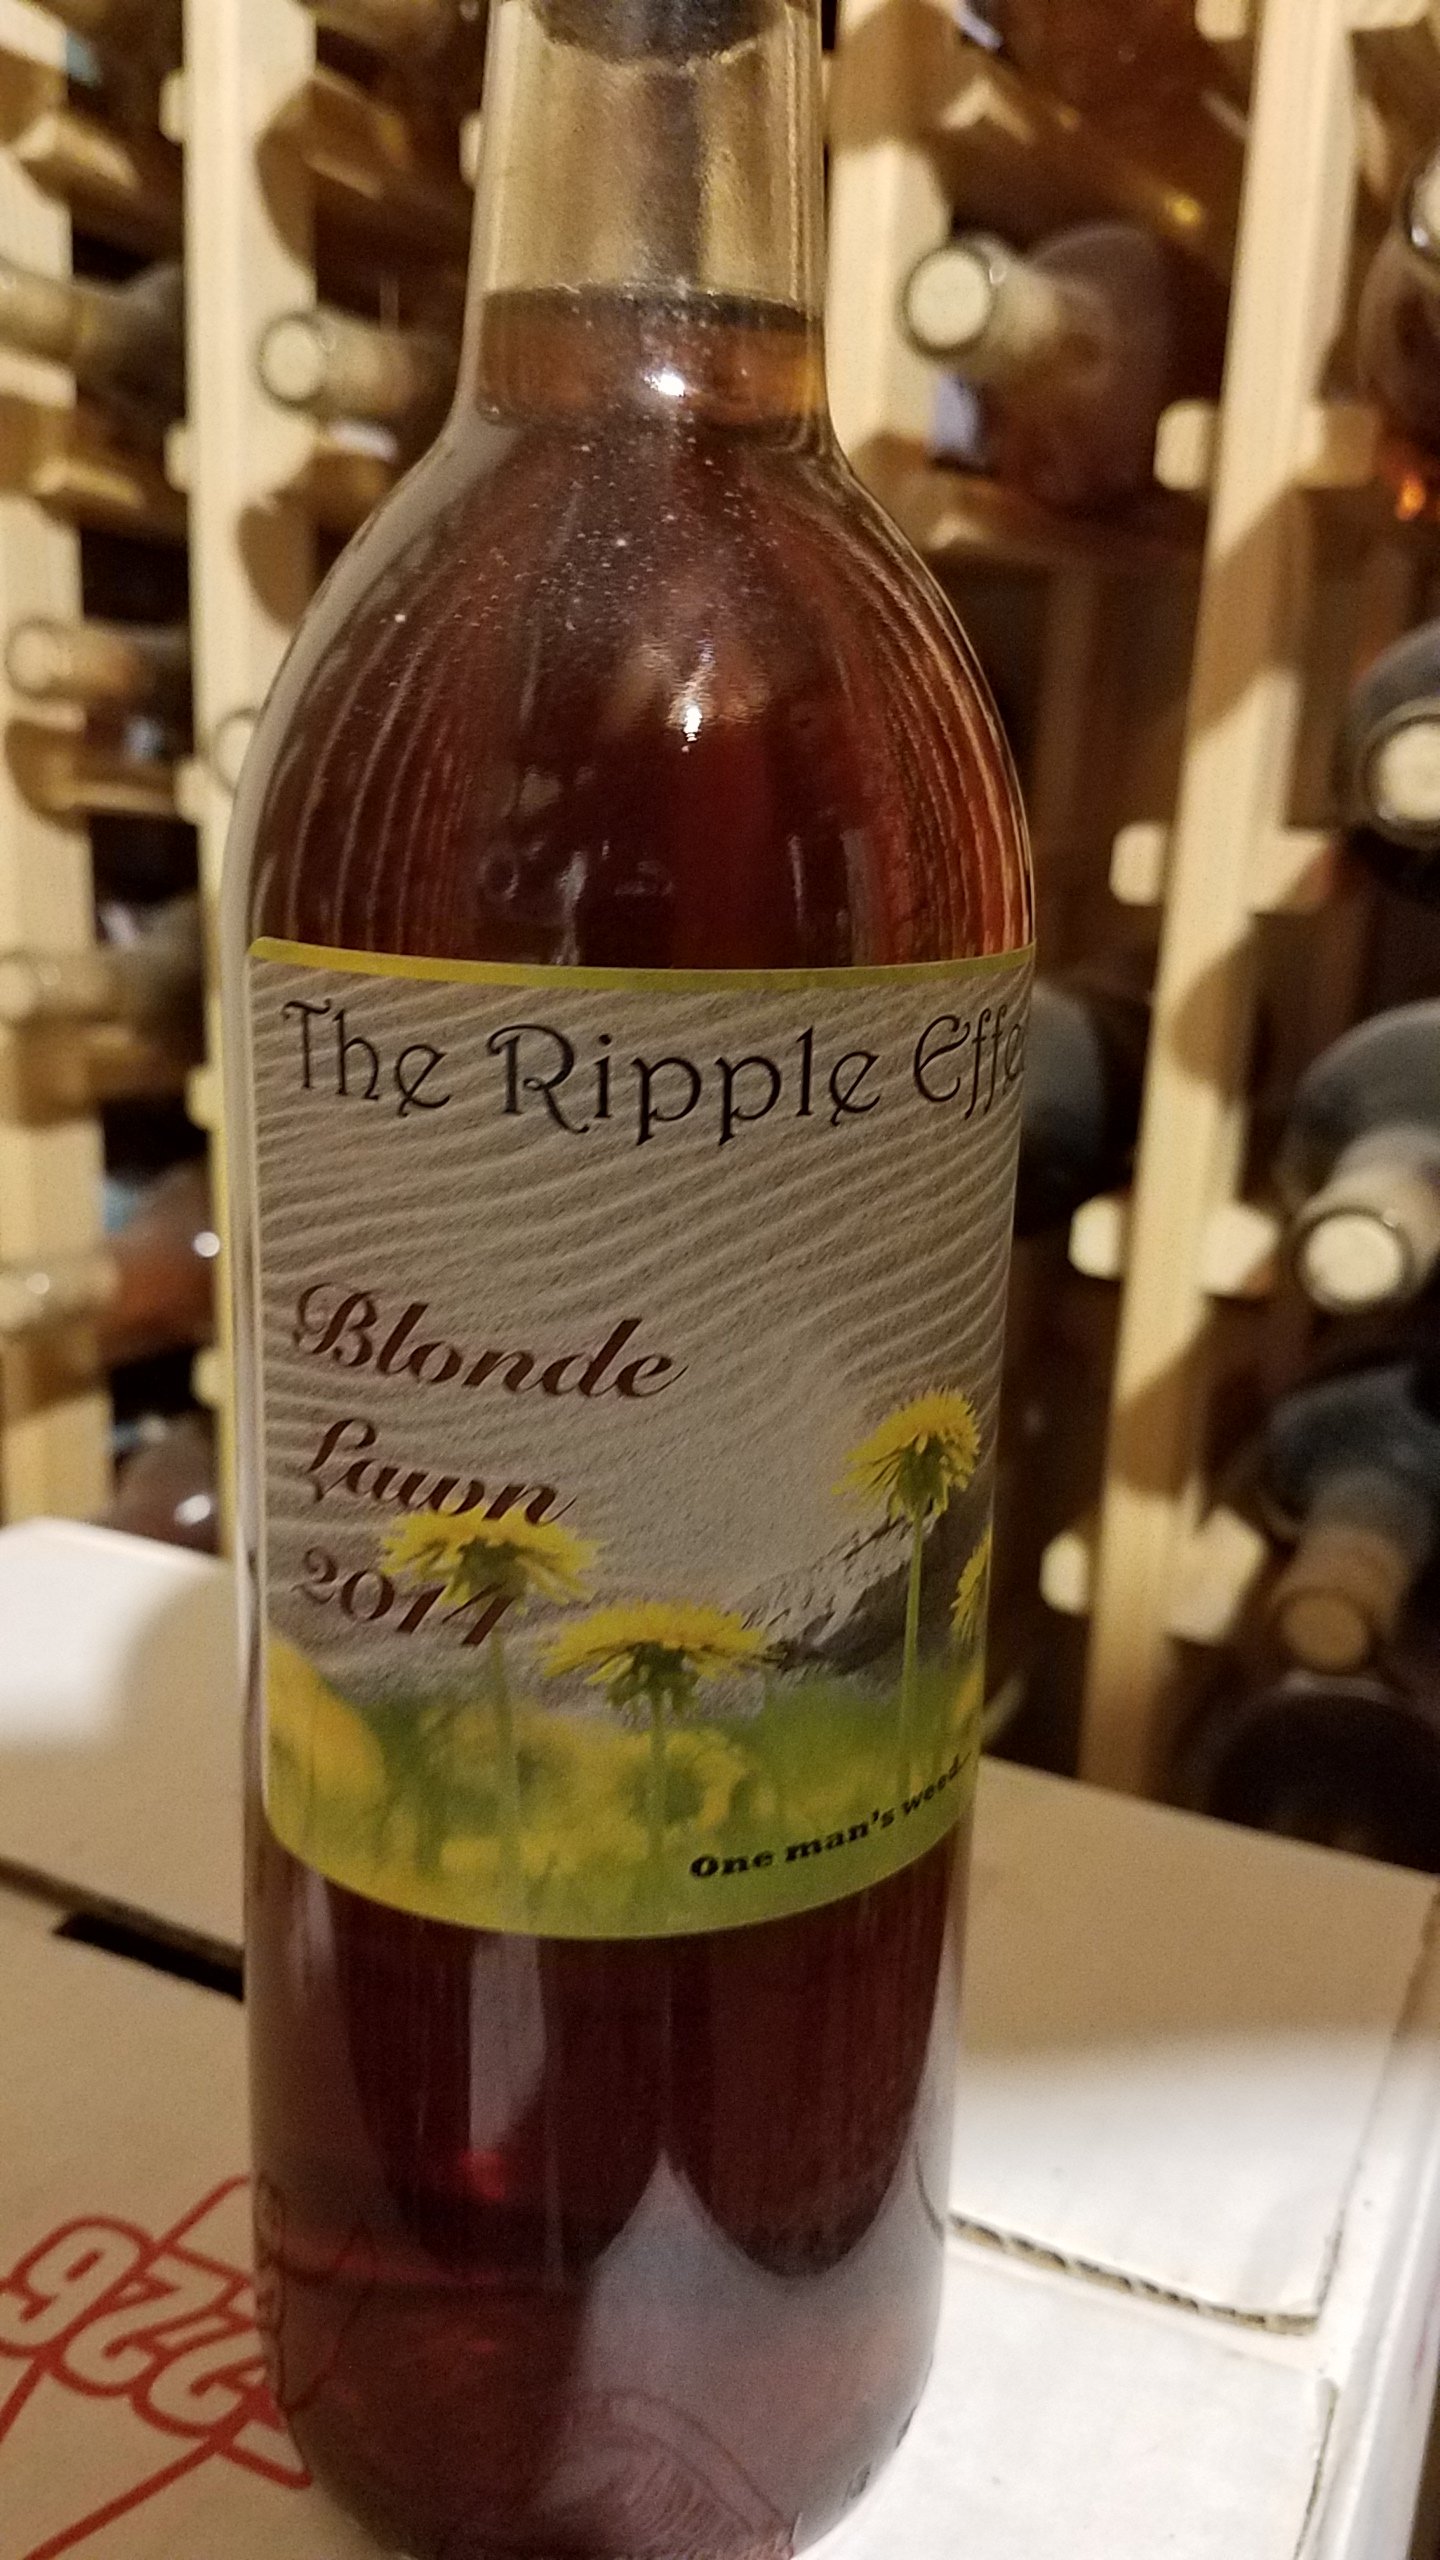 The Ripple Effe
Blonde
Lawn
2014
One man's weed..